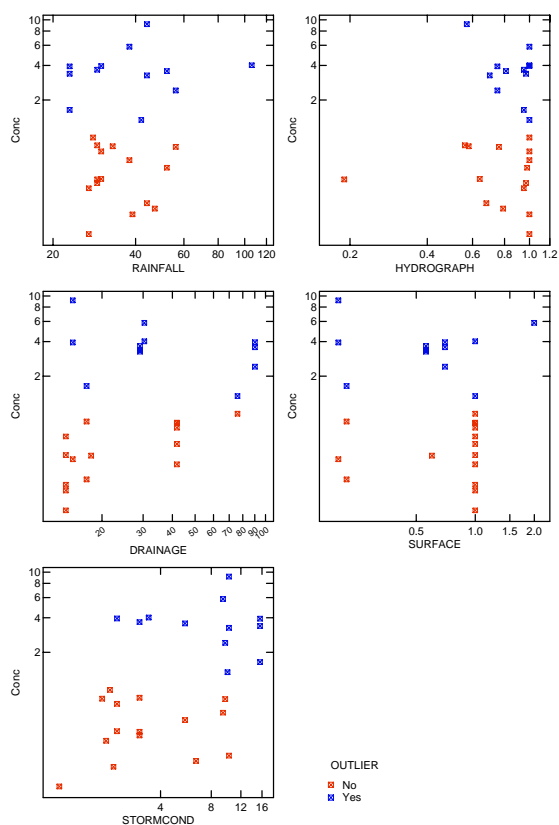 10
8
6
4
2
Conc
20 40 60 80 100 120
RAINFALL
10
8
6
4
2
0.2 0.4 0.6 0.8 1.0 1.2
HYDROGRAPH
10
8
6
4
2
Conc
20 30 40 50 60 70 80 90 100
DRAINAGE
10
8
6
4
2
Conc
0.5 1.0 1.5 2.0
SURFACE
10
8
6
4
2
Conc
4 8 12 16
STORMCOND
OUTLIER
No
Yes